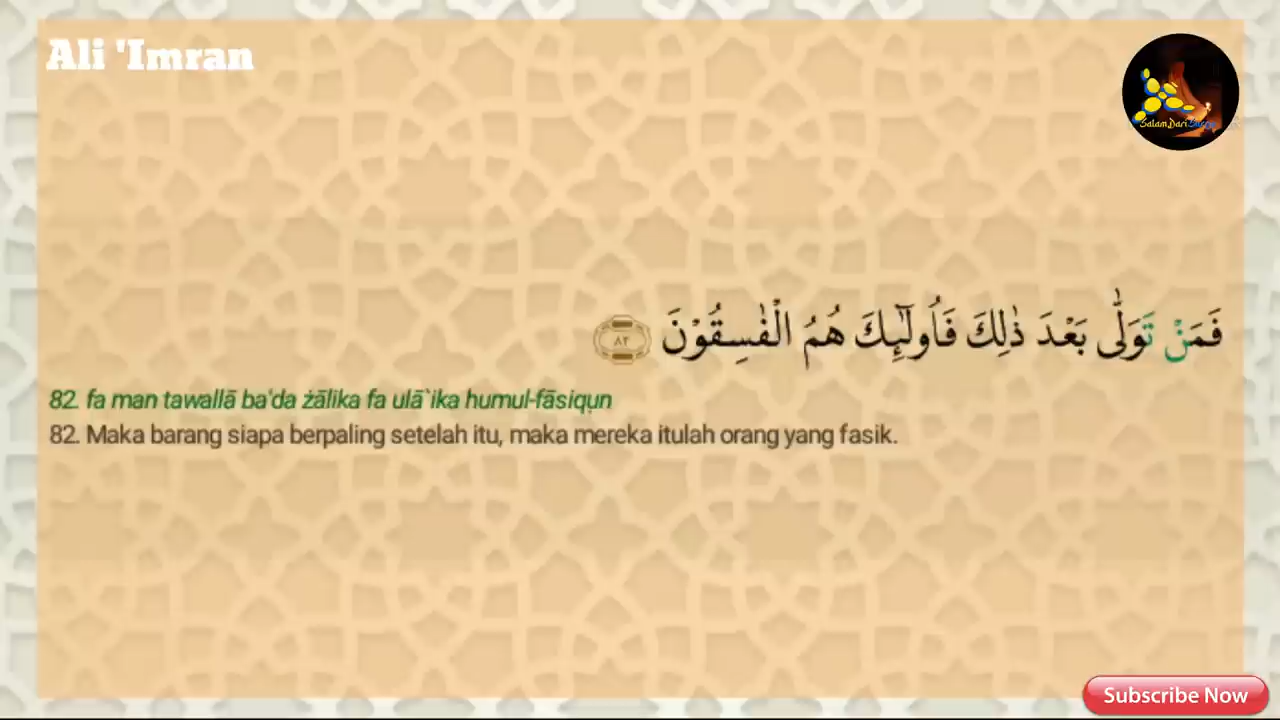 Ali 'Imran
فَمَنْ تَوَلّٰى بَعْدَ ذٰلِكَ فَاُولٰۤىِٕكَ هُمُ الْفٰسِقُوْنَ ٨٢
82. fa man tawallā ba'da żālika fa ulā`ika humul-fāsiqụn
82. Maka barang siapa berpaling setelah itu, maka mereka itulah orang yang fasik.
Subscribe Now